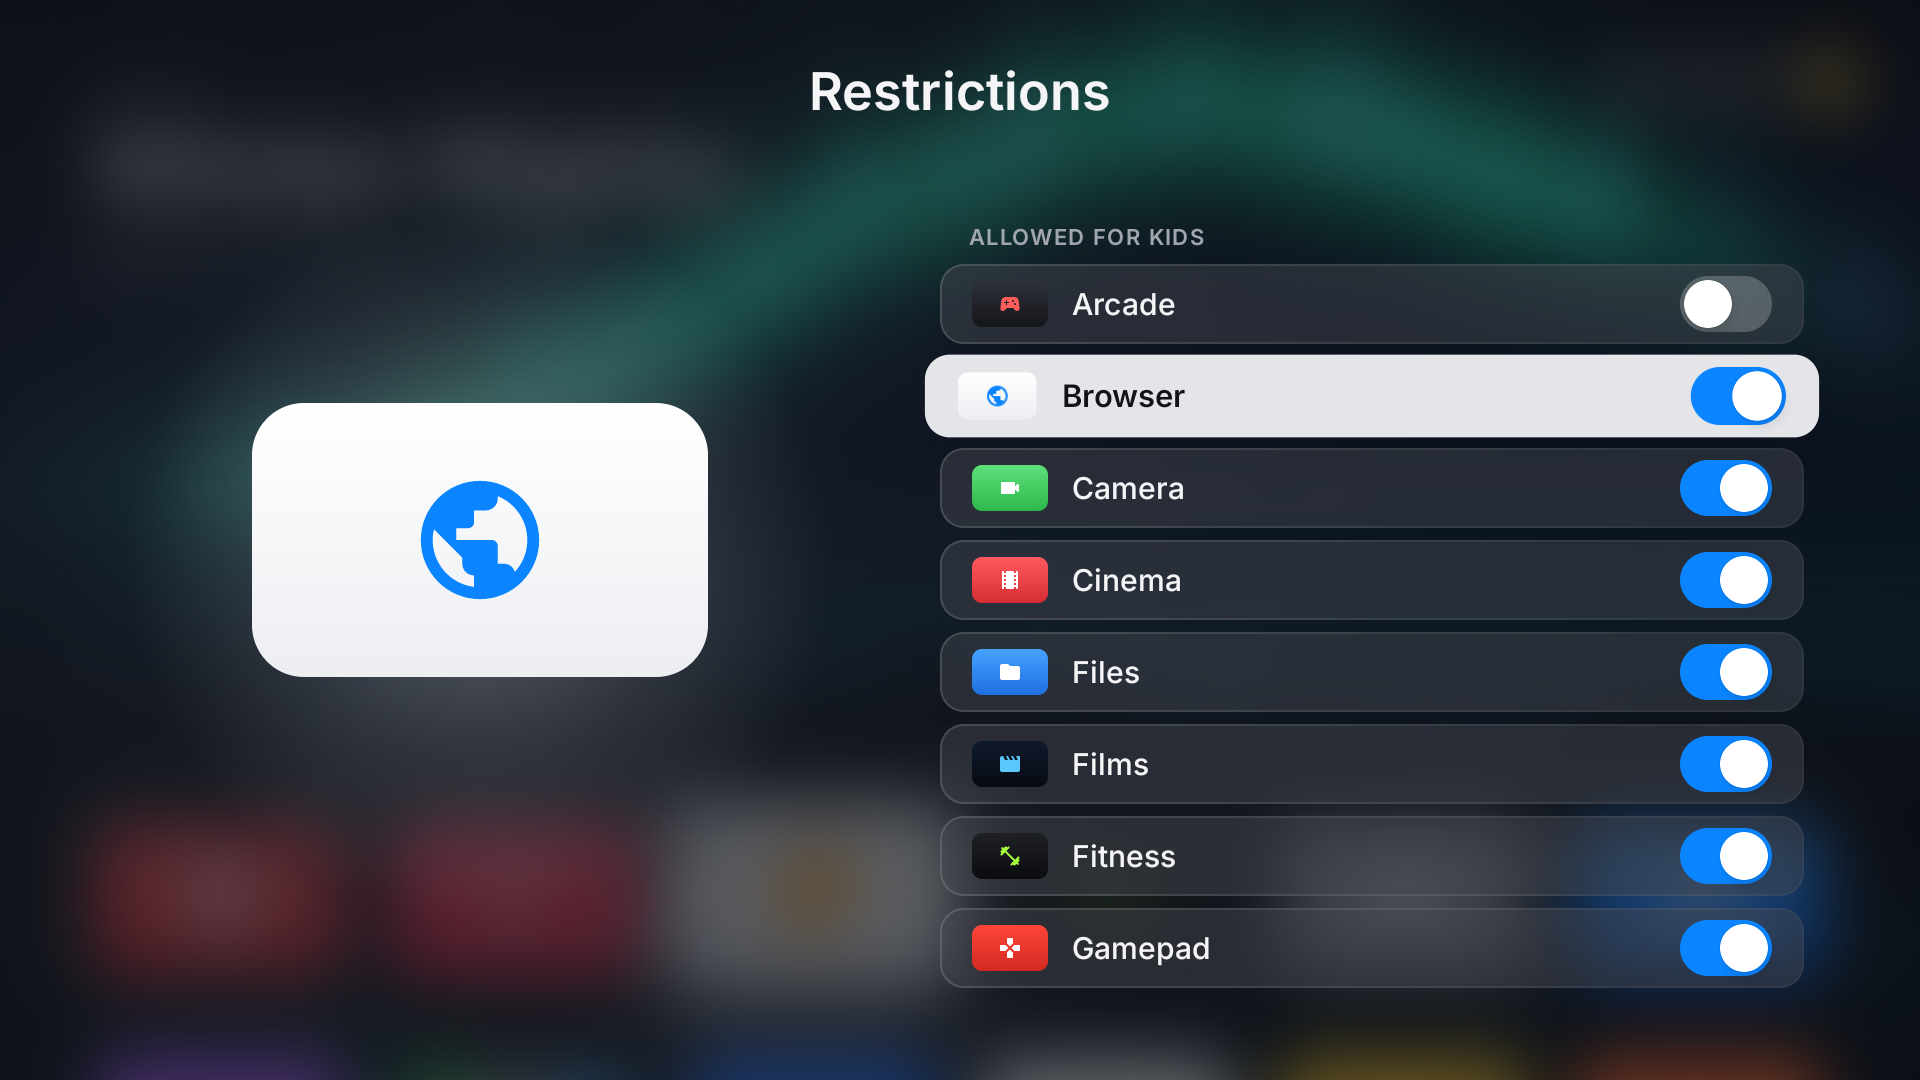 Restrictions
ALLOWED FOR KIDS
Arcade
Browser
Camera
Cinema
Files
Films
Fitness
Gamepad